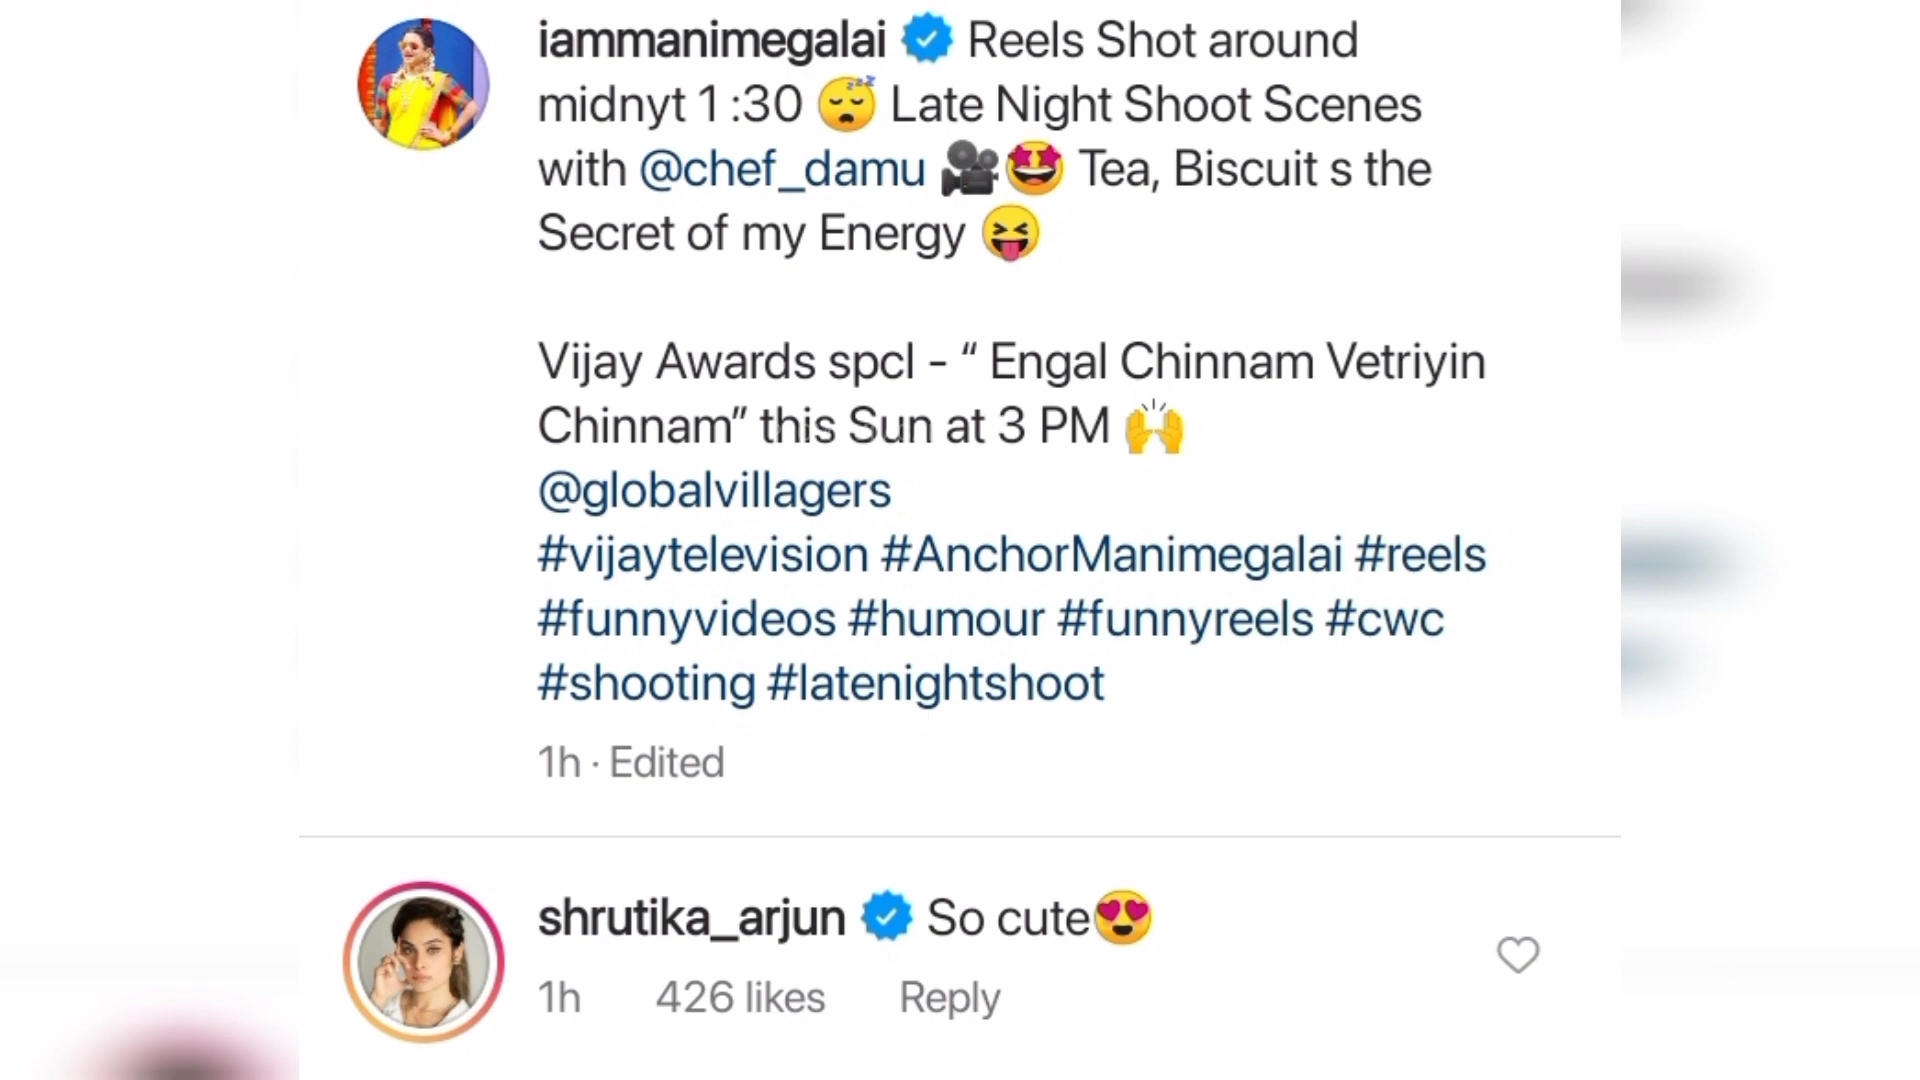 iammanimegalai Reels Shot around
midnyt 1 :30 😴 Late Night Shoot Scenes
with @chef_damu 🎥🤩 Tea, Biscuit s the
Secret of my Energy 😝
Vijay Awards spcl - “ Engal Chinnam Vetriyin
Chinnam” this Sun at 3 PM 🙌
@globalvillagers
#vijaytelevision #AnchorManimegalai #reels
#funnyvideos #humour #funnyreels #cwc
#shooting #latenightshoot
1h · Edited
shrutika_arjun So cute😍
1h 426 likes Reply